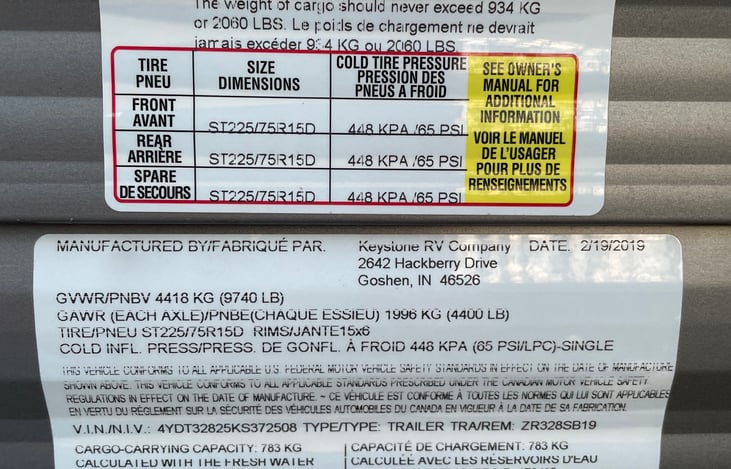 The weight of cargo should never exceed 934 KG
or 2060 LBS. Le poids de chargement ne devrait
jamais excéder 934 KG ou 2060 LBS
TIRE SIZE COLD TIRE PRESSURE
PNEU DIMENSIONS PRESSION DES
PNEUS A FROID
FRONT
AVANT ST225/75R15D 448 KPA /65 PSI
REAR
ARRIÈRE ST225/75R15D 448 KPA /65 PSI
SPARE
DE SECOURS ST225/75R15D 448 KPA /65 PSI
SEE OWNER'S
MANUAL FOR
ADDITIONAL
INFORMATION
VOIR LE MANUEL
DE L'USAGER
POUR PLUS DE
RENSEIGNEMENTS
MANUFACTURED BY/FABRIQUÉ PAR. Keystone RV Company DATE. 2/19/2019
2642 Hackberry Drive
Goshen, IN 46526
GVWR/PNBV 4418 KG (9740 LB)
GAWR (EACH AXLE)/PNBE(CHAQUE ESSIEU) 1996 KG (4400 LB)
TIRE/PNEU ST225/75R15D RIMS/JANTE15x6
COLD INFL. PRESS/PRESS. DE GONFL. À FROID 448 KPA (65 PSI/LPC)-SINGLE
THIS VEHICLE CONFORMS TO ALL APPLICABLE U.S. FEDERAL MOTOR VEHICLE SAFETY STANDARDS IN EFFECT ON THE DATE OF MANUFACTURE
SHOWN ABOVE. THIS VEHICLE CONFORMS TO ALL APPLICABLE STANDARDS PRESCRIBED UNDER THE CANADIAN MOTOR VEHICLE SAFETY
REGULATIONS IN EFFECT ON THE DATE OF MANUFACTURE. ~ CE VÉHICULE EST CONFORME À TOUTES LES NORMES QUI LUI SONT APPLICABLES
EN VERTU DU RÈGLEMENT SUR LA SÉCURITÉ DES VÉHICULES AUTOMOBILES DU CANADA EN VIGUEUR À LA DATE DE SA FABRICATION.
V.I.N./N.I.V.: 4YDT32825KS372508 TYPE/TYPE: TRAILER TRA/REM: ZR328SB19
CARGO-CARRYING CAPACITY: 783 KG
CALCULATED WITH THE FRESH WATER
CAPACITÉ DE CHARGEMENT: 783 KG
CALCULÉE AVEC LES RÉSERVOIRS D'EAU